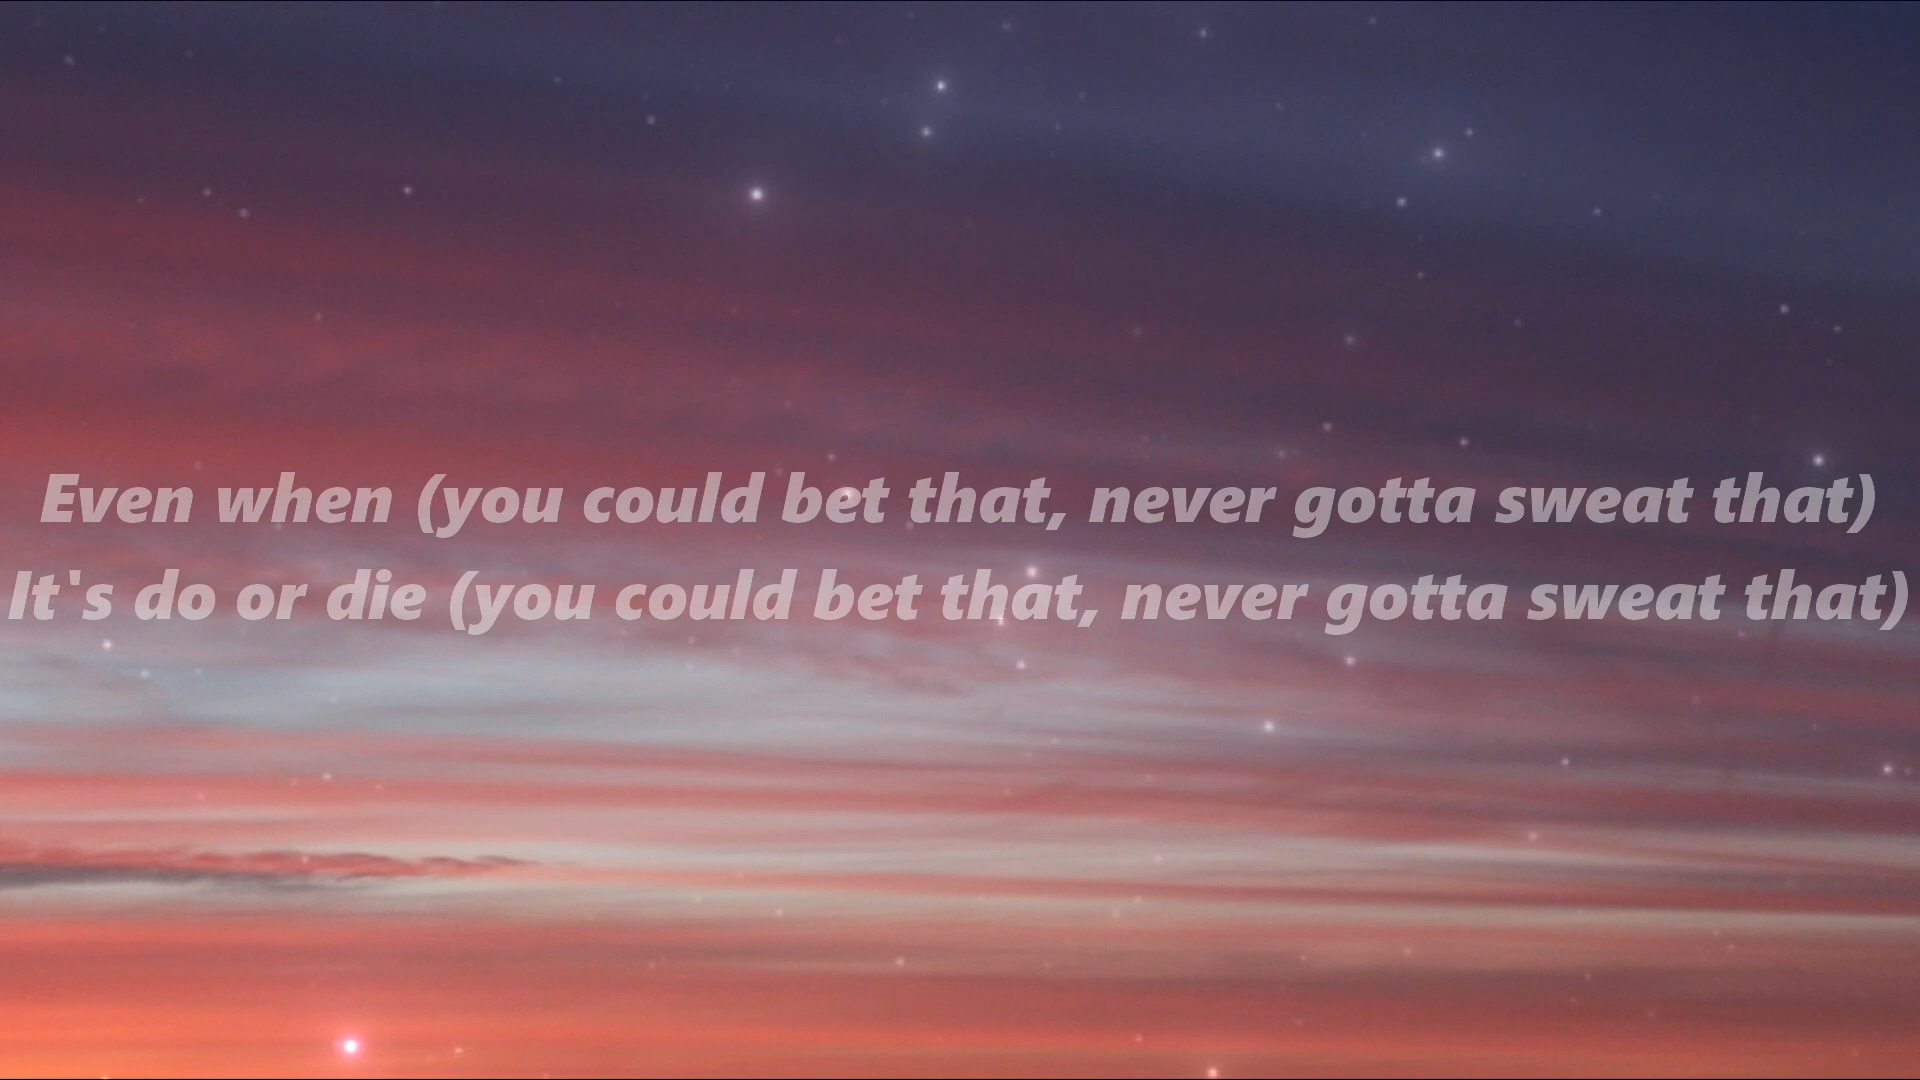 Even when (you could bet that, never gotta sweat that)
It's do or die (you could bet that, never gotta sweat that)